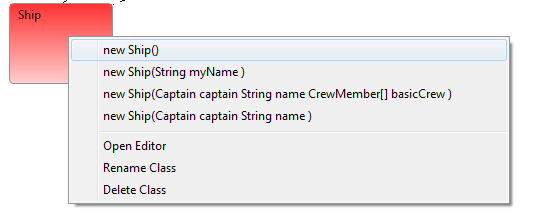 Ship
new Ship()
new Ship(String myName )
new Ship(Captain captain String name CrewMember[] basicCrew )
new Ship(Captain captain String name )
Open Editor
Rename Class
Delete Class